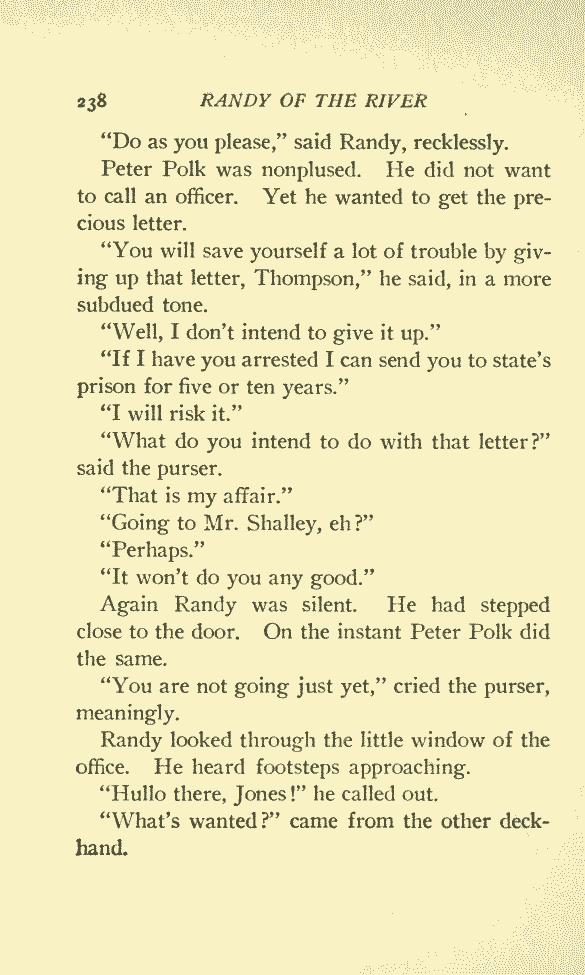 238 RANDY OF THE RIVER
“Do as you please,” said Randy, recklessly.
Peter Polk was nonplused. He did not want
to call an officer. Yet he wanted to get the pre-
cious letter.
“You will save yourself a lot of trouble by giv-
ing up that letter, Thompson,” he said, in a more
subdued tone.
“Well, I don’t intend to give it up.”
“If I have you arrested I can send you to state’s
prison for five or ten years.”
“I will risk it.”
“What do you intend to do with that letter?”
said the purser.
“That is my affair.”
“Going to Mr. Shalley, eh?”
“Perhaps.”
“It won’t do you any good.”
Again Randy was silent. He had stepped
close to the door. On the instant Peter Polk did
the same.
“You are not going just yet,” cried the purser,
meaningly.
Randy looked through the little window of the
office. He heard footsteps approaching.
“Hullo there, Jones!” he called out.
“What’s wanted?” came from the other deck-
hand.